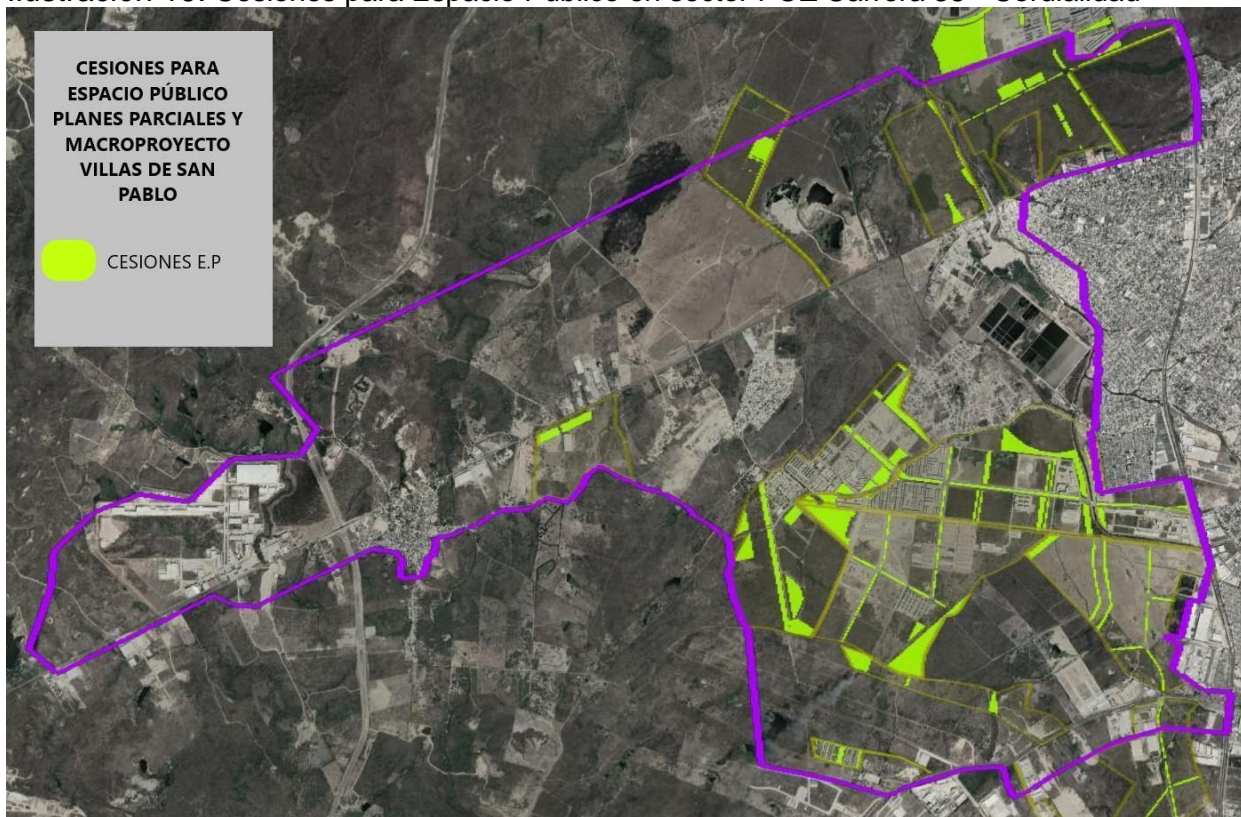 CESIONES PARA
ESPACIO PÚBLICO
PLANES PARCIALES Y
MACROPROYECTO
VILLAS DE SAN
PABLO
CESIONES E.P